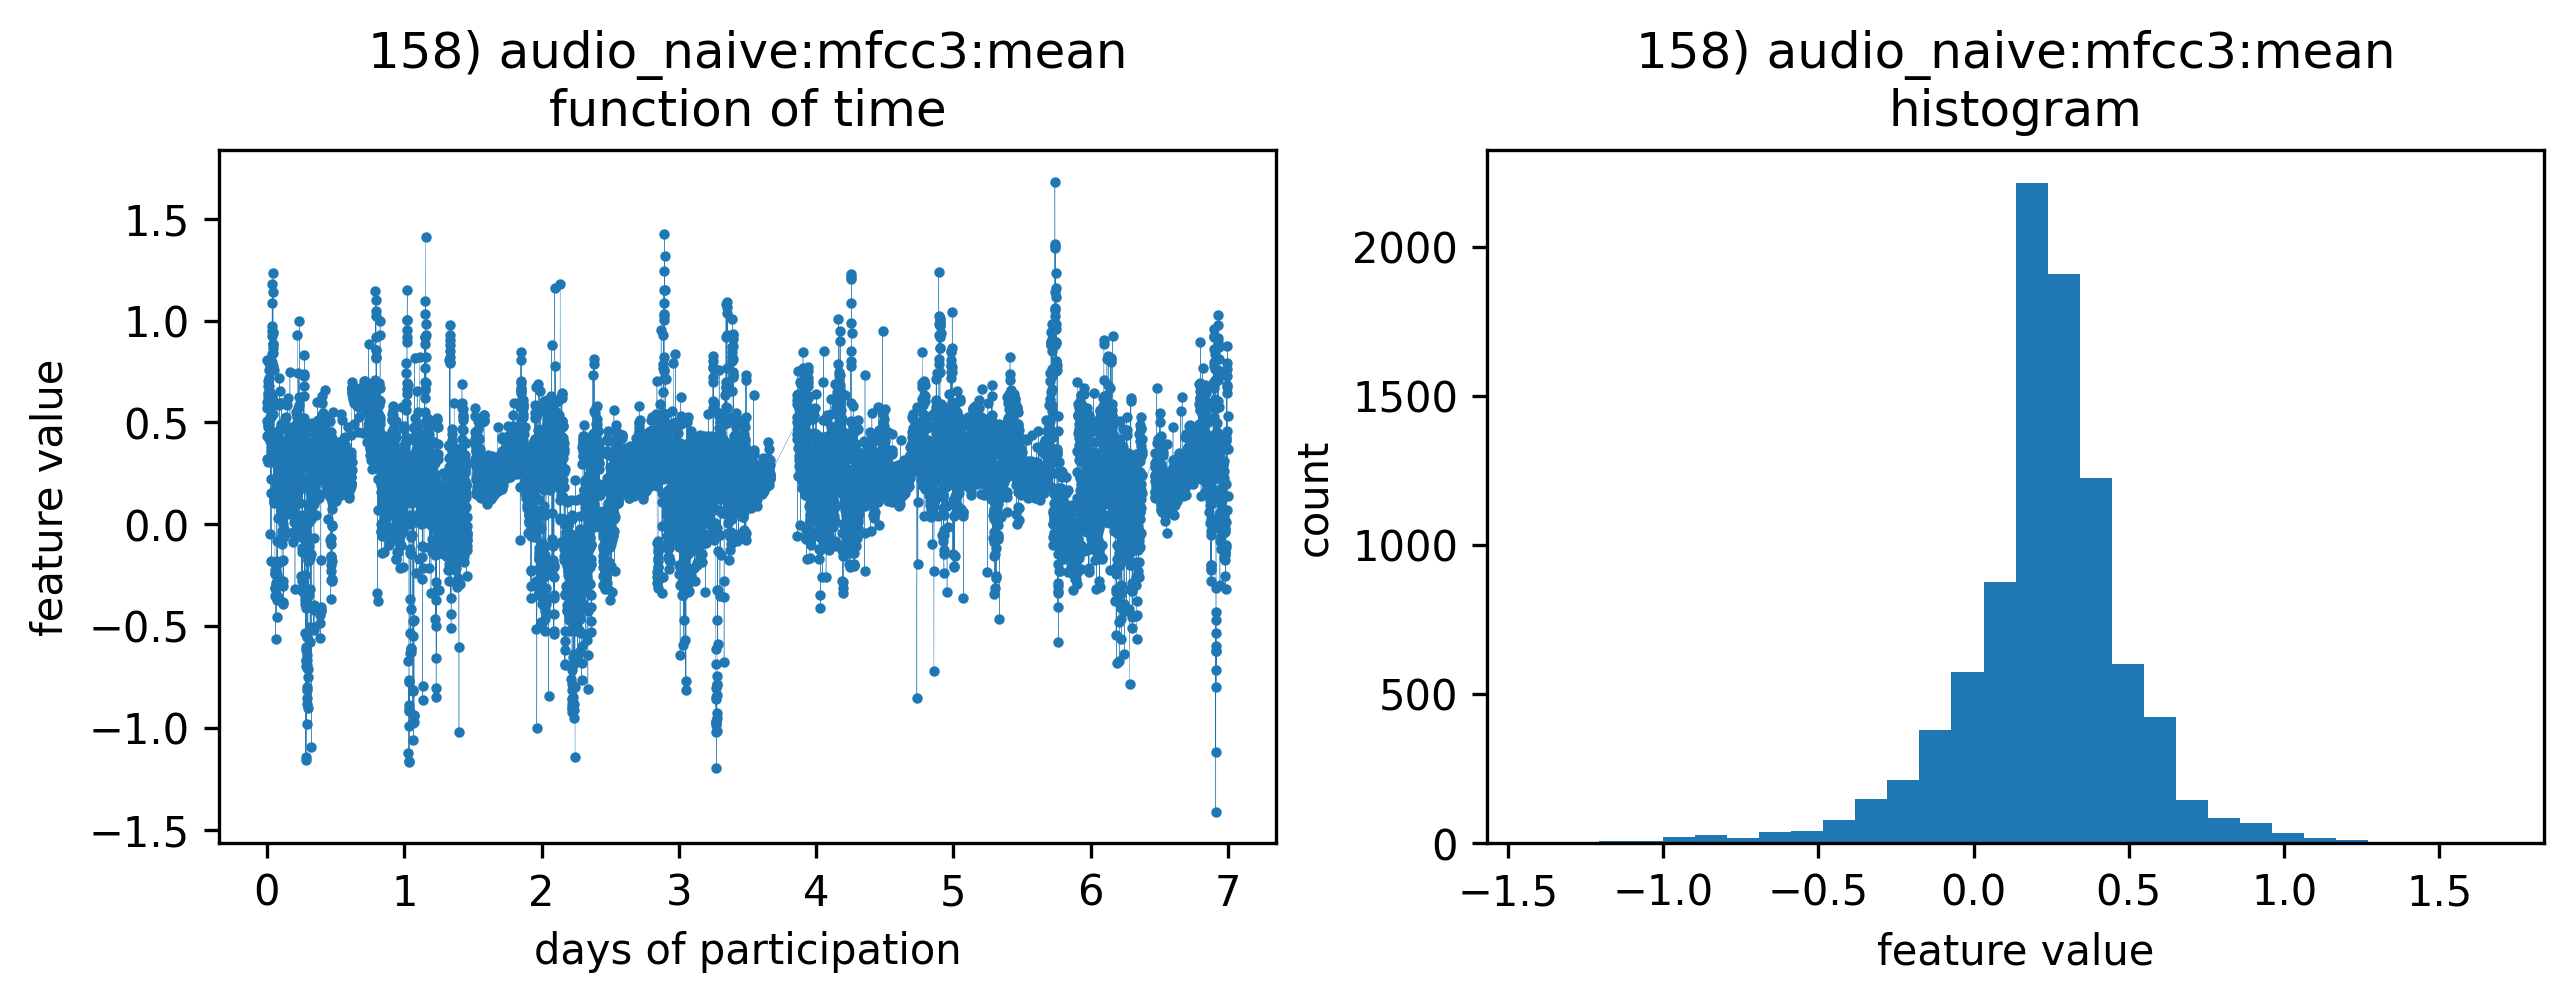 158) audio_naive:mfcc3:mean
function of time
feature value
1.5
1.0
0.5
0.0
−0.5
−1.0
−1.5
0 1 2 3 4 5 6 7
days of participation
158) audio_naive:mfcc3:mean
histogram
count
2000
1500
1000
500
0
−1.5 −1.0 −0.5 0.0 0.5 1.0 1.5
feature value